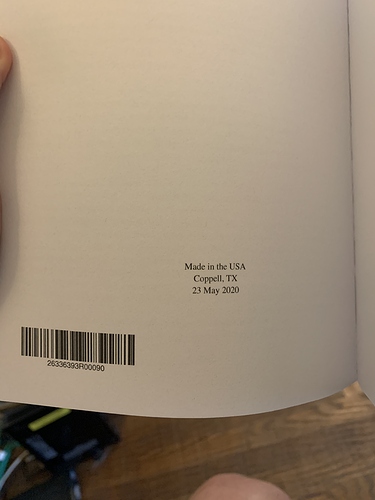 Made in the USA
Coppell, TX
23 May 2020
26336393R00090